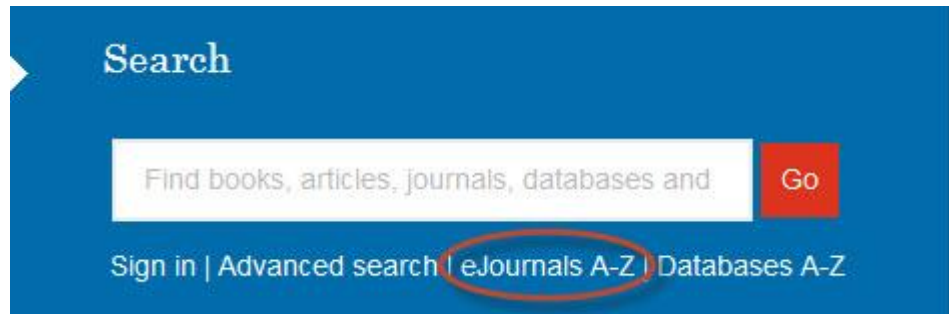 Search
Find books, articles, journals, databases and
Go
Sign in | Advanced search | eJournals A-Z | Databases A-Z